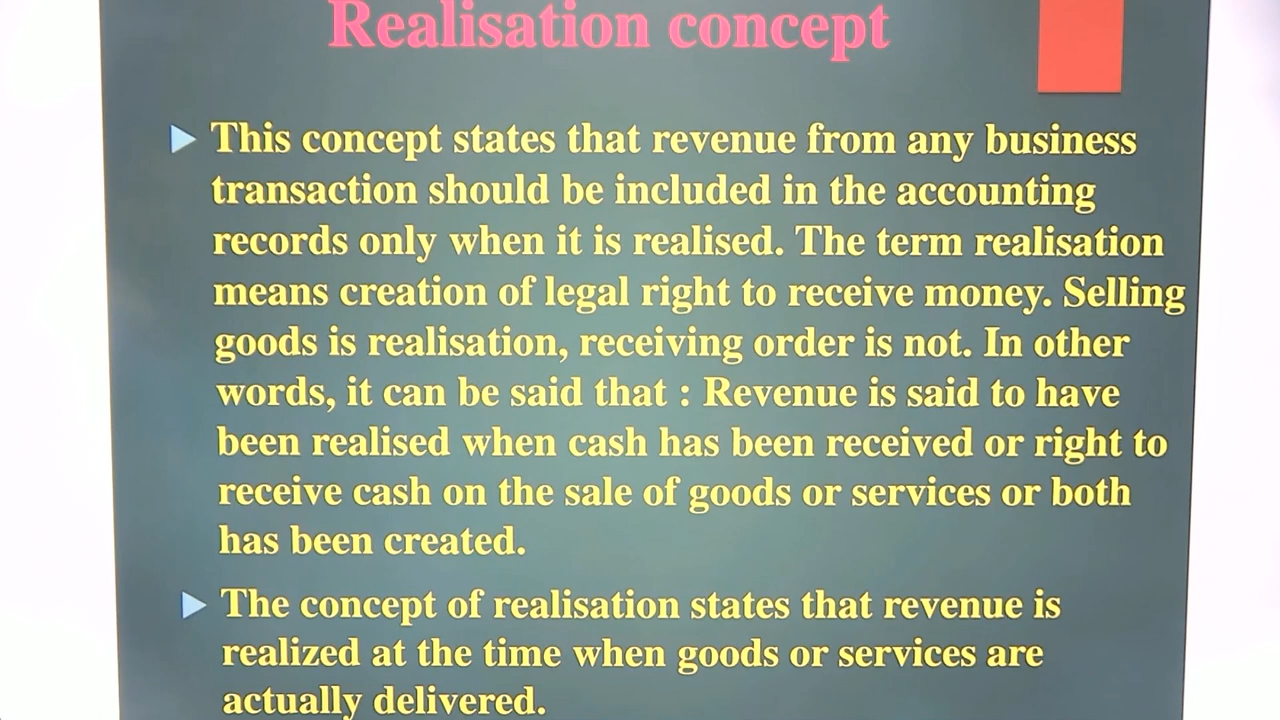 Realisation concept
This concept states that revenue from any business
transaction should be included in the accounting
records only when it is realised. The term realisation
means creation of legal right to receive money. Selling
goods is realisation, receiving order is not. In other
words, it can be said that : Revenue is said to have
been realised when cash has been received or right to
receive cash on the sale of goods or services or both
has been created.
The concept of realisation states that revenue is
realized at the time when goods or services are
actually delivered.